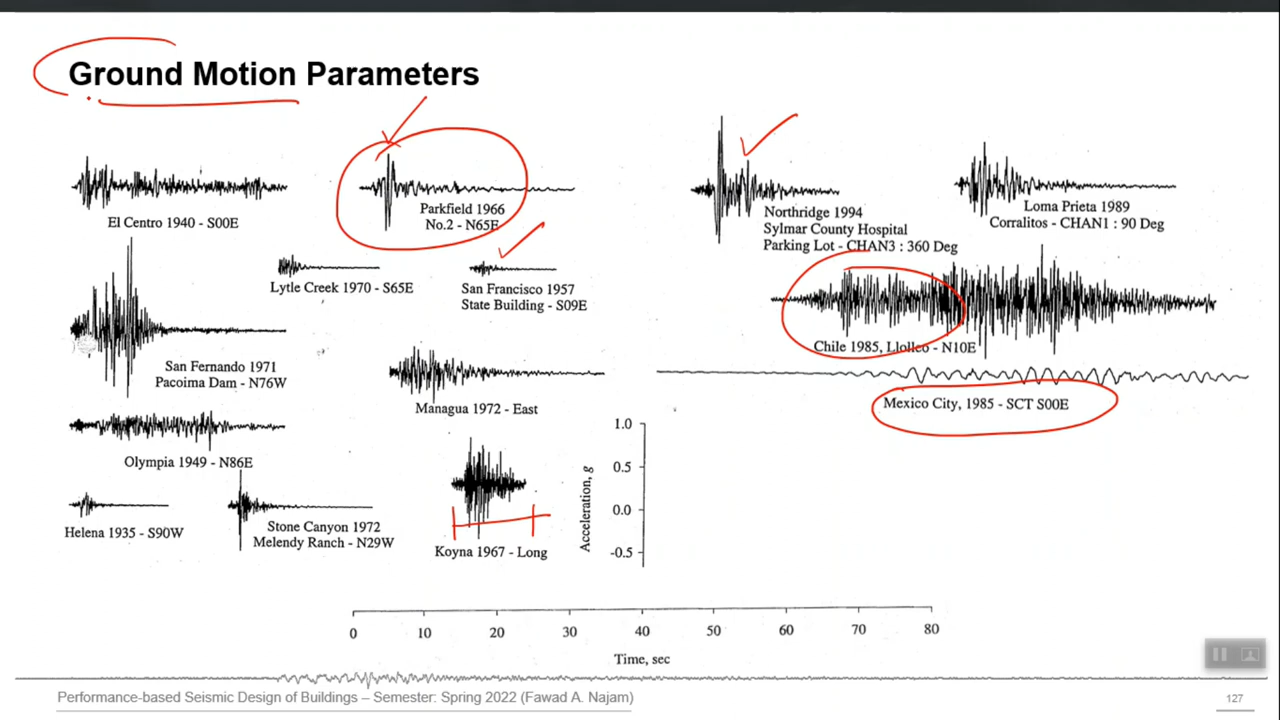 Ground Motion Parameters
El Centro 1940 - S00E
Parkfield 1966
No.2 - N65E
Northridge 1994
Sylmar County Hospital
Parking Lot - CHAN3 : 360 Deg
Loma Prieta 1989
Corralitos - CHAN1 : 90 Deg
Lytle Creek 1970 - S65E
San Francisco 1957
State Building - S09E
Chile 1985, Llolleo - N10E
San Fernando 1971
Pacoima Dam - N76W
Managua 1972 - East
Mexico City, 1985 - SCT S00E
Olympia 1949 - N86E
Helena 1935 - S90W
Stone Canyon 1972
Melendy Ranch - N29W
Koyna 1967 - Long
1.0
0.5
0.0
-0.5
Acceleration, g
0 10 20 30 40 50 60 70 80
Time, sec
Performance-based Seismic Design of Buildings – Semester: Spring 2022 (Fawad A. Najam)
127